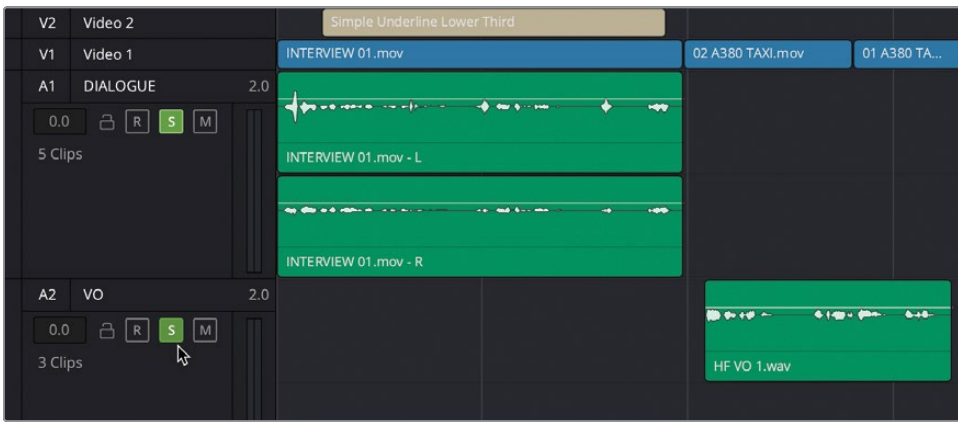 V2 Video 2 Simple Underline Lower Third
V1 Video 1 INTERVIEW 01.mov 02 A380 TAXI.mov 01 A380 TA...
A1 DIALOGUE 2.0
0.0 R S M
5 Clips
INTERVIEW 01.mov - L
INTERVIEW 01.mov - R
A2 VO 2.0
0.0 R S M
3 Clips
HF VO 1.wav